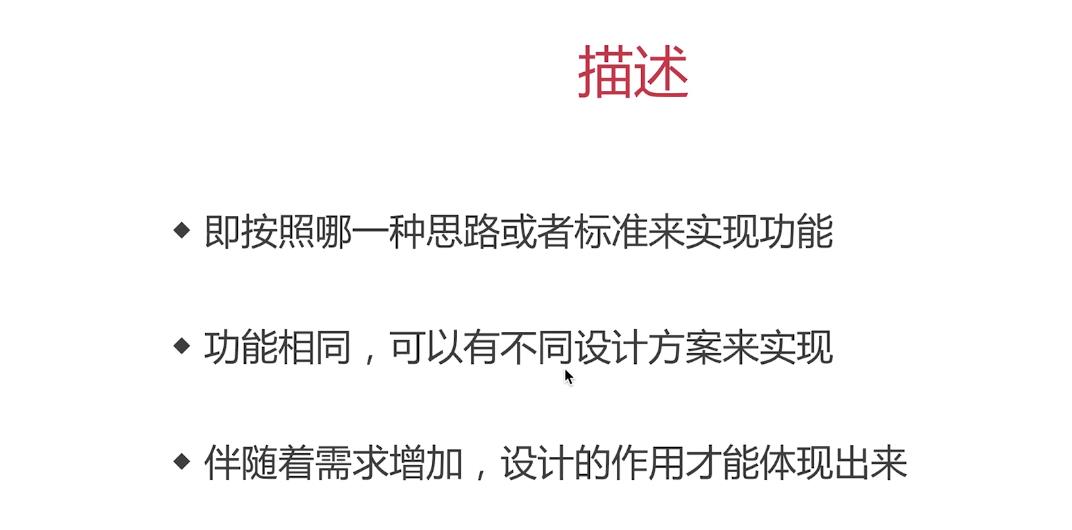 描述
◆ 即按照哪一种思路或者标准来实现功能
◆ 功能相同，可以有不同设计方案来实现
◆ 伴随着需求增加，设计的作用才能体现出来